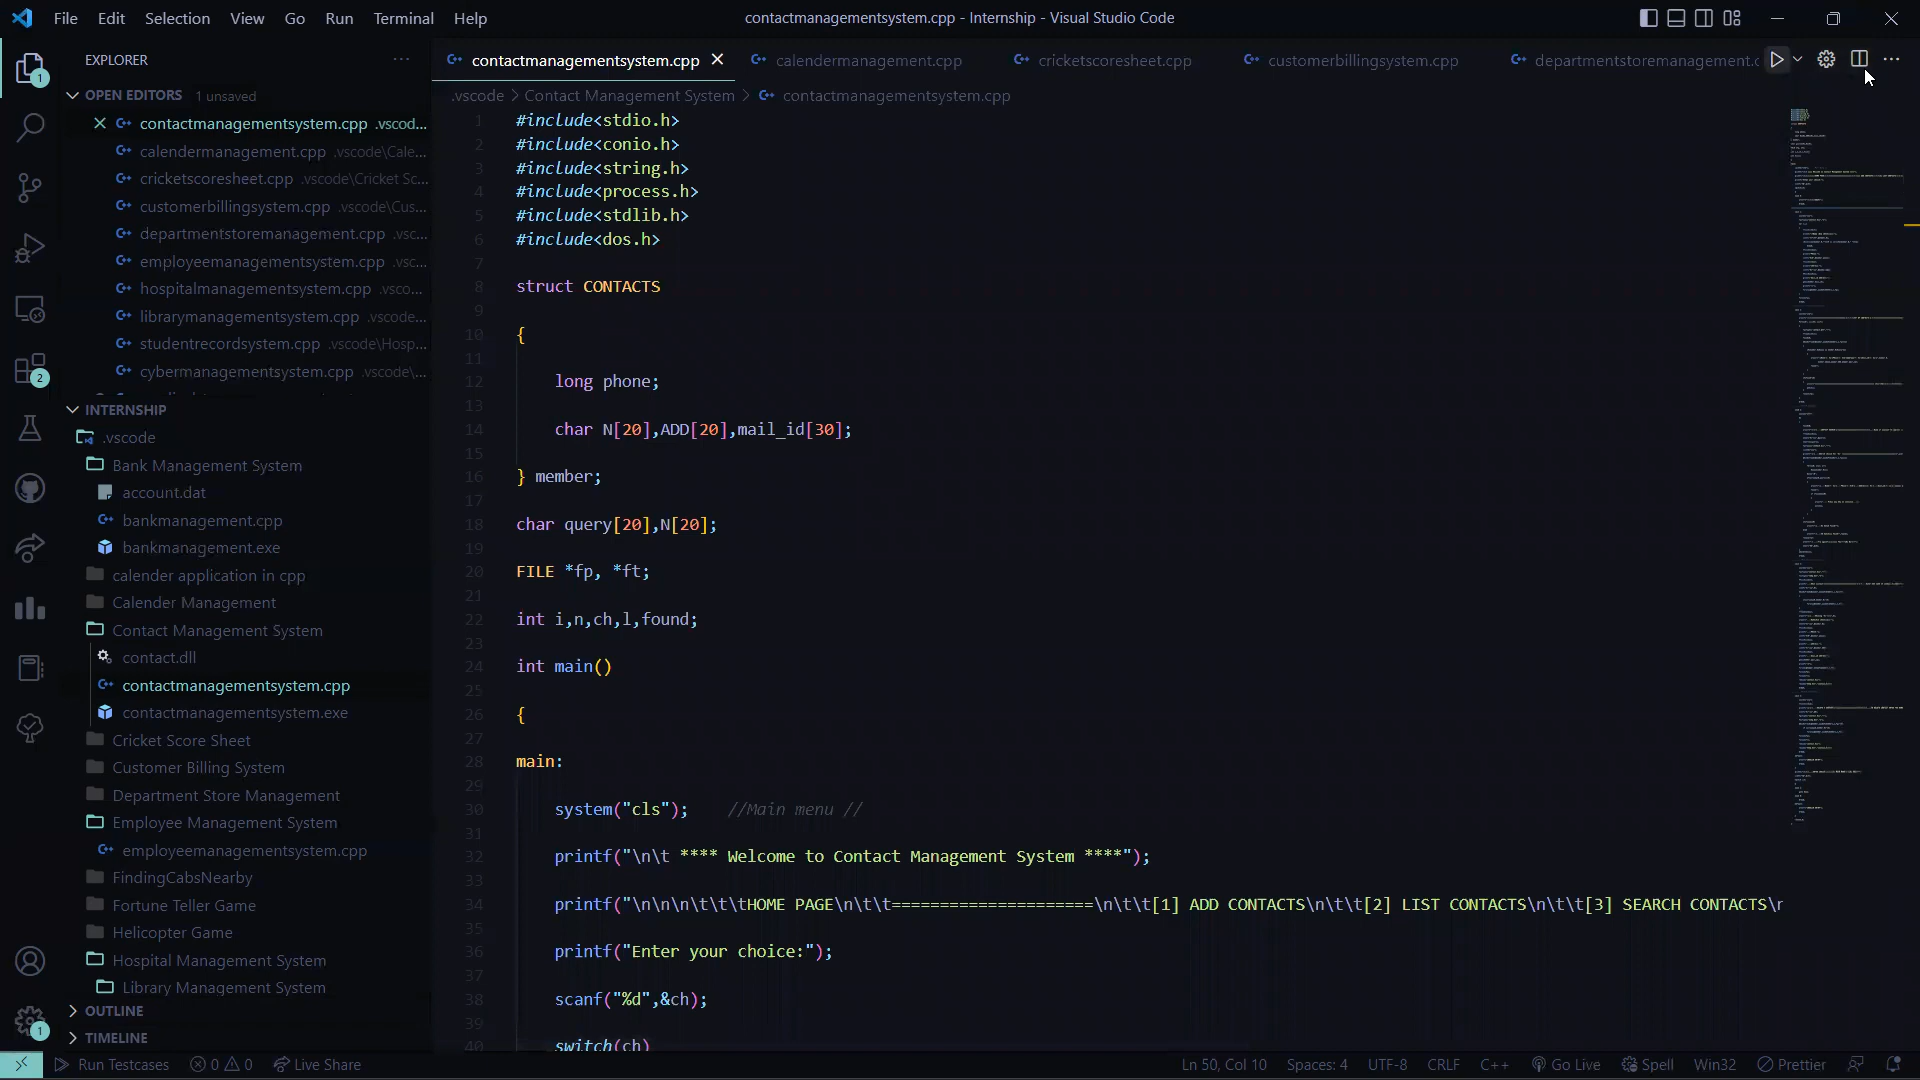 File Edit Selection View Go Run Terminal Help
contactmanagementsystem.cpp - Internship - Visual Studio Code
EXPLORER
OPEN EDITORS 1 unsaved
contactmanagementsystem.cpp .vscod...
calendermanagement.cpp .vscode\Cale...
cricketscoresheet.cpp .vscode\Cricket Sc...
customerbillingsystem.cpp .vscode\Cus...
departmentstoremanagement.cpp .vsc...
employeemanagementsystem.cpp .vsc...
hospitalmanagementsystem.cpp .vsco...
librarymanagementsystem.cpp .vscode...
studentrecordsystem.cpp .vscode\Hosp...
cybermanagementsystem.cpp .vscode\...
INTERNSHIP
.vscode
Bank Management System
account.dat
bankmanagement.cpp
bankmanagement.exe
calender application in cpp
Calender Management
Contact Management System
contact.dll
contactmanagementsystem.cpp
contactmanagementsystem.exe
Cricket Score Sheet
Customer Billing System
Department Store Management
Employee Management System
employeemanagementsystem.cpp
FindingCabsNearby
Fortune Teller Game
Helicopter Game
Hospital Management System
Library Management System
OUTLINE
TIMELINE
1
2
1
contactmanagementsystem.cpp calendermanagement.cpp cricketscoresheet.cpp customerbillingsystem.cpp departmentstoremanagement.c
.vscode > Contact Management System > contactmanagementsystem.cpp
1 #include<stdio.h>
2 #include<conio.h>
3 #include<string.h>
4 #include<process.h>
5 #include<stdlib.h>
6 #include<dos.h>
7
8 struct CONTACTS
9
10 {
11
12 long phone;
13
14 char N[20],ADD[20],mail_id[30];
15
16 } member;
17
18 char query[20],N[20];
19
20 FILE *fp, *ft;
21
22 int i,n,ch,l,found;
23
24 int main()
25
26 {
27
28 main:
29
30 system("cls"); //Main menu //
31
32 printf("\n\t **** Welcome to Contact Management System ****");
33
34 printf("\n\n\n\t\t\tHOME PAGE\n\t\t=====================\n\t\t[1] ADD CONTACTS\n\t\t[2] LIST CONTACTS\n\t\t[3] SEARCH CONTACTS\n
35
36 printf("Enter your choice:");
37
38 scanf("%d",&ch);
39
40 switch(ch)
Run Testcases 0 0 Live Share Ln 50, Col 10 Spaces: 4 UTF-8 CRLF C++ Go Live Spell Win32 Prettier